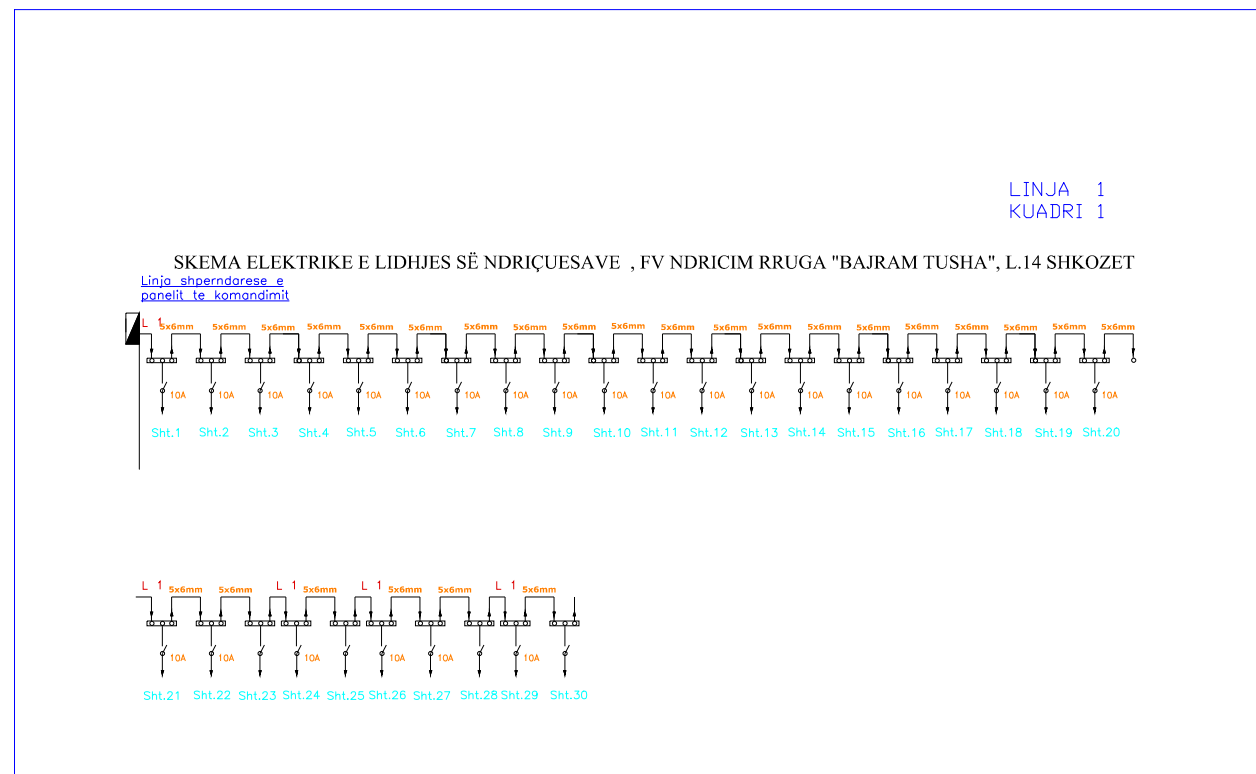 LINJA 1
KUADRI 1
SKEMA ELEKTRIKE E LIDHJES SË NDRIÇUESAVE , FV NDRICIM RRUGA "BAJRAM TUSHA", L.14 SHKOZET
Linja shperndarese e
panelit te komandimit
L 1 5x6mm 5x6mm 5x6mm 5x6mm 5x6mm 5x6mm 5x6mm 5x6mm 5x6mm 5x6mm 5x6mm 5x6mm 5x6mm 5x6mm 5x6mm 5x6mm 5x6mm 5x6mm 5x6mm 5x6mm
10A 10A 10A 10A 10A 10A 10A 10A 10A 10A 10A 10A 10A 10A 10A 10A 10A 10A 10A 10A
Sht.1 Sht.2 Sht.3 Sht.4 Sht.5 Sht.6 Sht.7 Sht.8 Sht.9 Sht.10 Sht.11 Sht.12 Sht.13 Sht.14 Sht.15 Sht.16 Sht.17 Sht.18 Sht.19 Sht.20
L 1 5x6mm 5x6mm L 1 5x6mm L 1 5x6mm 5x6mm L 1 5x6mm
10A 10A 10A 10A 10A 10A
Sht.21 Sht.22 Sht.23 Sht.24 Sht.25 Sht.26 Sht.27 Sht.28 Sht.29 Sht.30